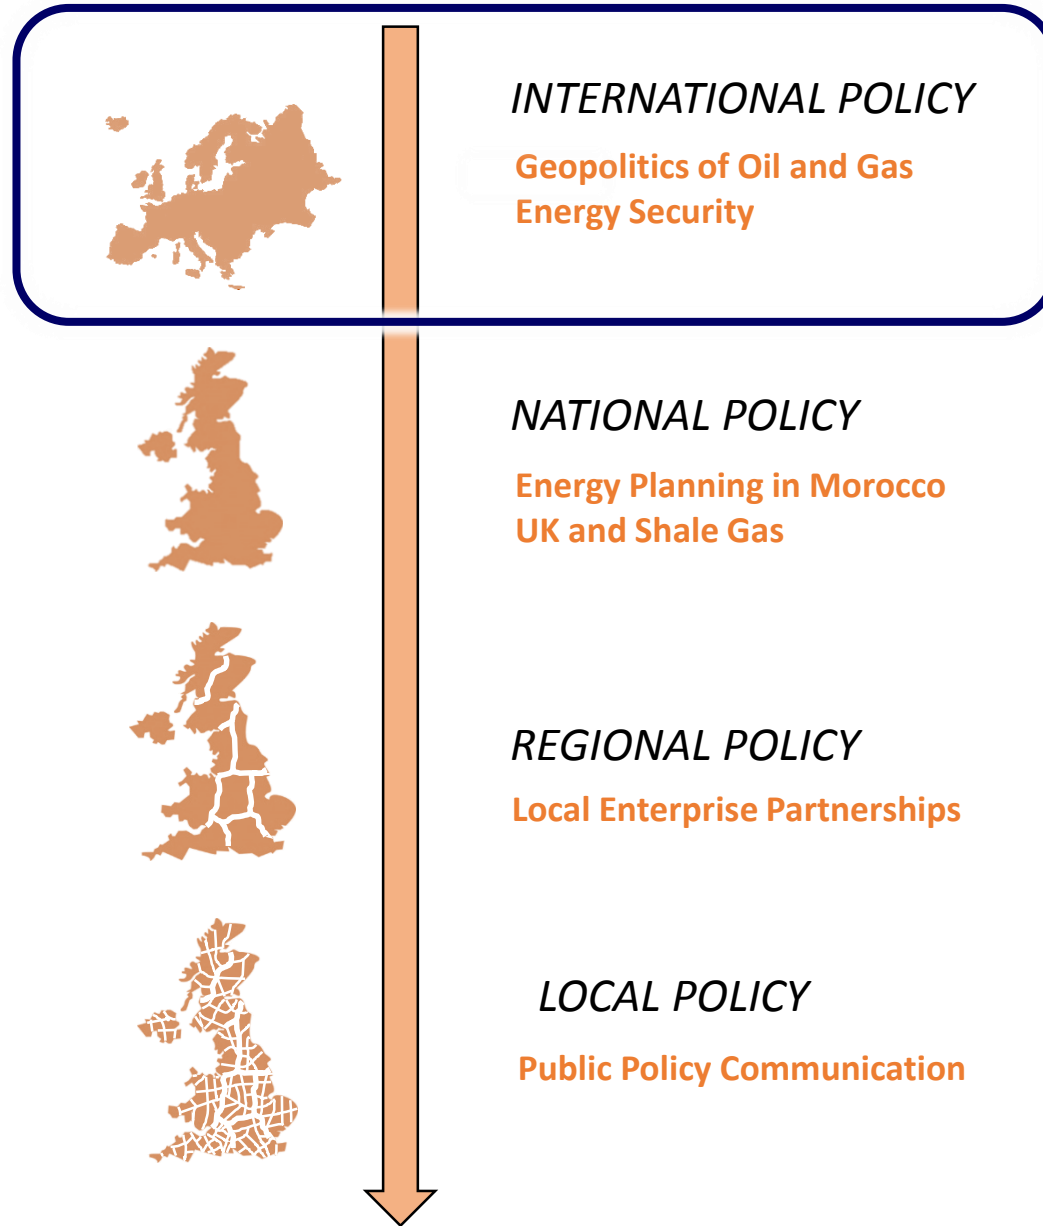 INTERNATIONAL POLICY
Geopolitics of Oil and Gas
Energy Security
NATIONAL POLICY
Energy Planning in Morocco
UK and Shale Gas
REGIONAL POLICY
Local Enterprise Partnerships
LOCAL POLICY
Public Policy Communication